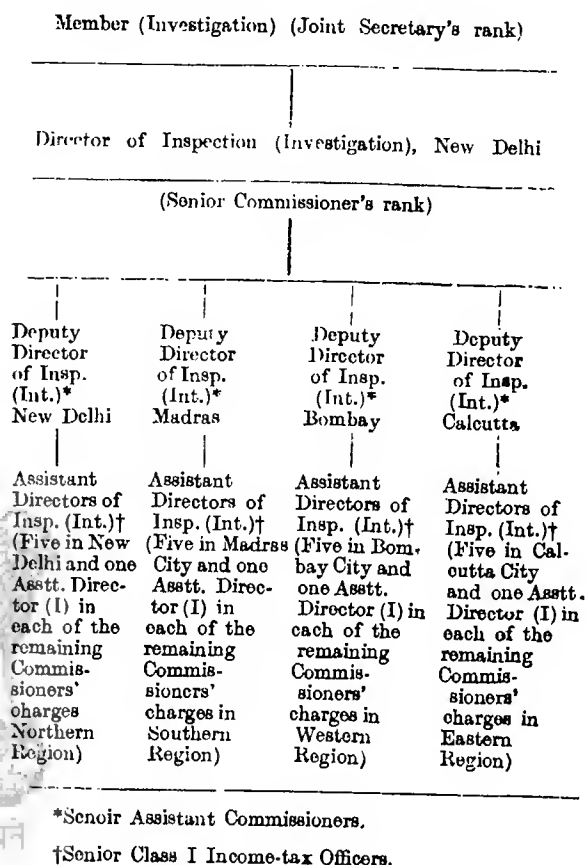 Member (Investigation) (Joint Secretary's rank)
Director of Inspection (Investigation), New Delhi
(Senior Commissioner's rank)
Deputy
Director
of Insp.
(Int.)*
New Delhi
Deputy
Director
of Insp.
(Int.)*
Madras
Deputy
Director
of Insp.
(Int.)*
Bombay
Deputy
Director
of Insp.
(Int.)*
Calcutta
Assistant
Directors of
Insp. (Int.)†
(Five in New
Delhi and one
Asstt. Direc-
tor (I) in
each of the
remaining
Commis-
sioners'
charges
Northern
Region)
Assistant
Directors of
Insp. (Int.)†
(Five in Madras
City and one
Asstt. Direc-
tor (I) in
each of the
remaining
Commis-
sioners'
charges in
Southern
Region)
Assistant
Directors of
Insp. (Int.)†
(Five in Bom-
bay City and
one Asstt.
Director (I) in
each of the
remaining
Commis-
sioners'
charges in
Western
Region)
Assistant
Directors of
Insp. (Int.)†
(Five in Cal-
cutta City
and one Asstt.
Director (I) in
each of the
remaining
Commis-
sioners'
charges in
Eastern
Region)
*Senoir Assistant Commissioners.
†Senior Class I Income-tax Officers.